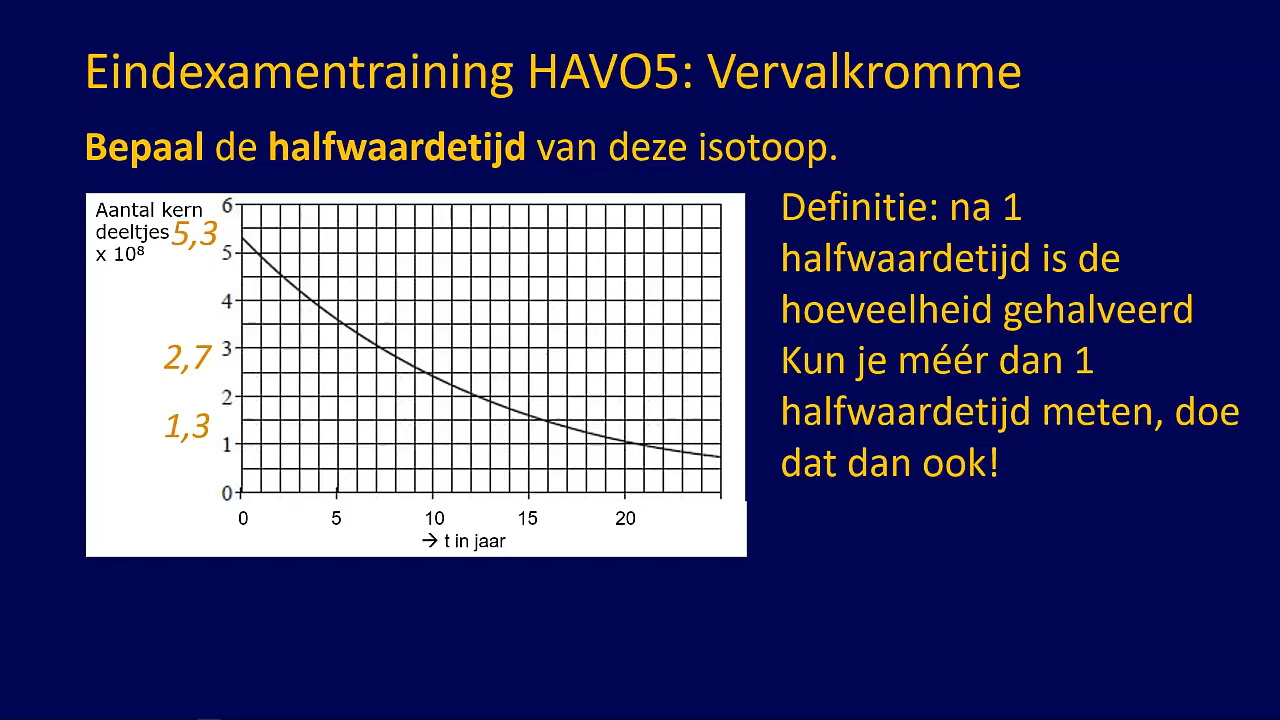 Eindexamentraining HAVO5: Vervalkromme
Bepaal de halfwaardetijd van deze isotoop.
Aantal kern
deeltjes
x 10⁸
5,3
2,7
1,3
6
5
4
3
2
1
0
0 5 10 15 20
→ t in jaar
Definitie: na 1
halfwaardetijd is de
hoeveelheid gehalveerd
Kun je méér dan 1
halfwaardetijd meten, doe
dat dan ook!